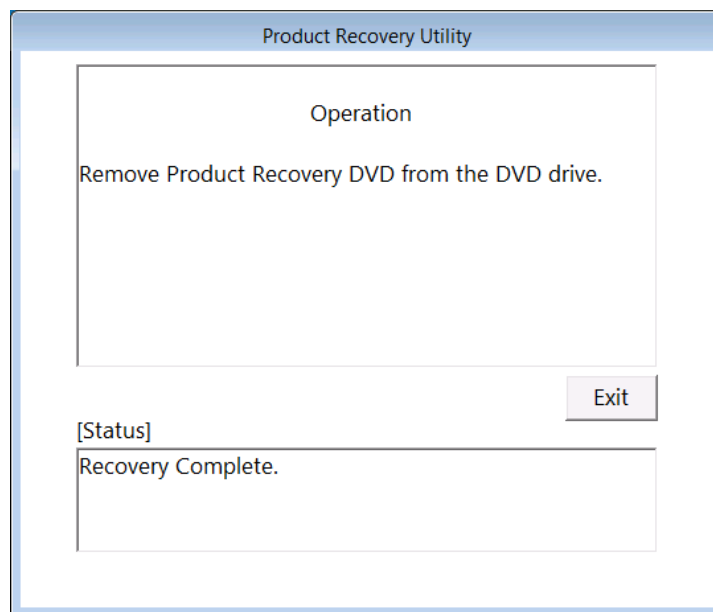 Product Recovery Utility
Operation
Remove Product Recovery DVD from the DVD drive.
Exit
[Status]
Recovery Complete.